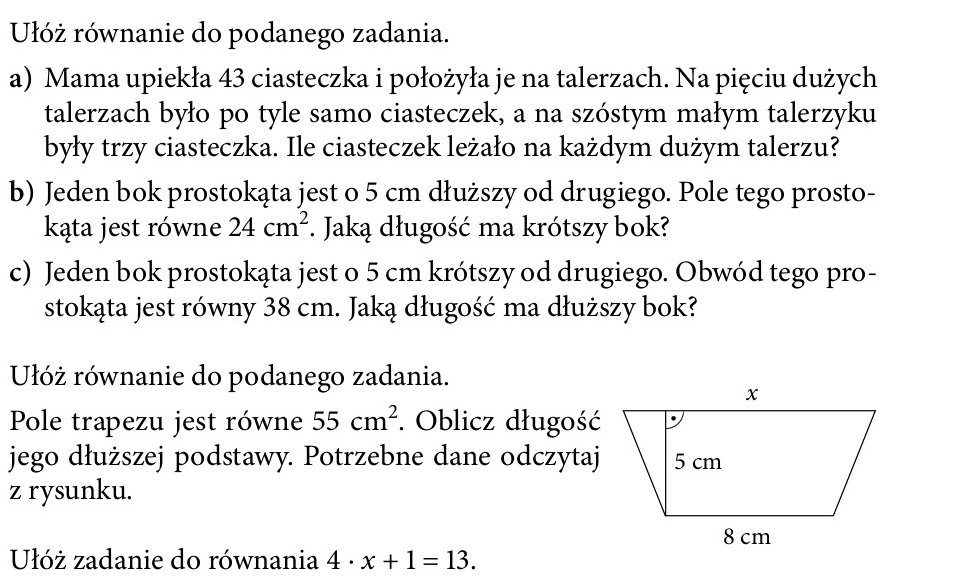 Ułóż równanie do podanego zadania.
a) Mama upiekła 43 ciasteczka i położyła je na talerzach. Na pięciu dużych
talerzach było po tyle samo ciasteczek, a na szóstym małym talerzyku
były trzy ciasteczka. Ile ciasteczek leżało na każdym dużym talerzu?
b) Jeden bok prostokąta jest o 5 cm dłuższy od drugiego. Pole tego prosto-
kąta jest równe 24 cm². Jaką długość ma krótszy bok?
c) Jeden bok prostokąta jest o 5 cm krótszy od drugiego. Obwód tego pro-
stokąta jest równy 38 cm. Jaką długość ma dłuższy bok?
Ułóż równanie do podanego zadania.
Pole trapezu jest równe 55 cm². Oblicz długość
jego dłuższej podstawy. Potrzebne dane odczytaj
z rysunku.
x
5 cm
8 cm
Ułóż zadanie do równania 4 · x + 1 = 13.